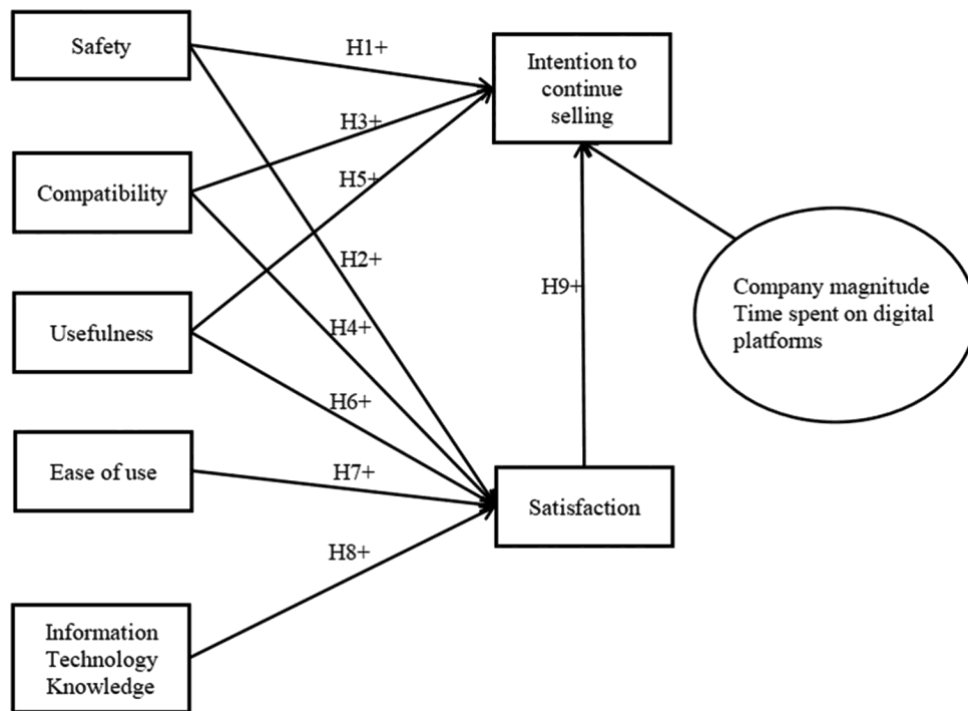 Safety
H1+
Intention to
continue
selling
H3+
Compatibility
H5+
H2+
H9+
Company magnitude
Time spent on digital
platforms
Usefulness
H4+
H6+
Ease of use
H7+
Satisfaction
H8+
Information
Technology
Knowledge